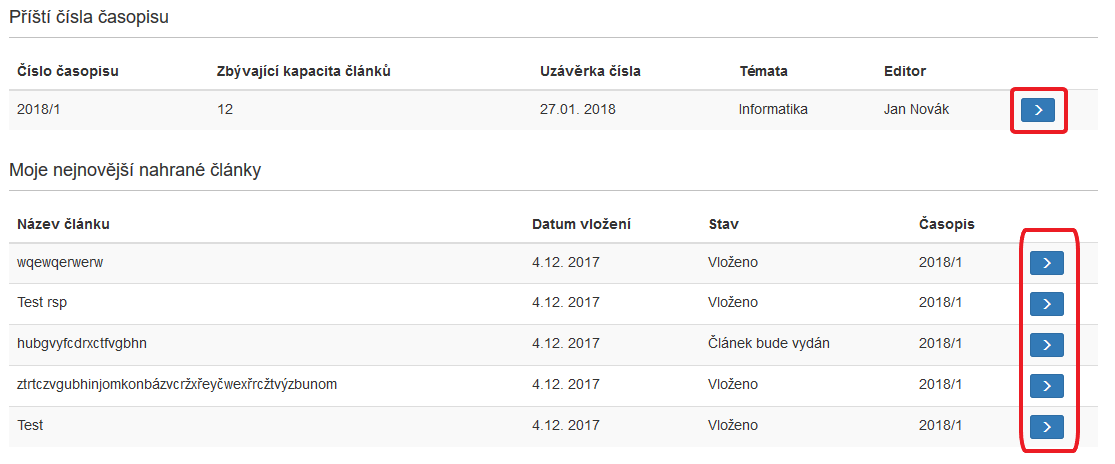 Příští čísla časopisu
Číslo časopisu Zbývající kapacita článků Uzávěrka čísla Témata Editor
2018/1 12 27.01. 2018 Informatika Jan Novák
Moje nejnovější nahrané články
Název článku Datum vložení Stav Časopis
wqewqerwerw 4.12. 2017 Vloženo 2018/1
Test rsp 4.12. 2017 Vloženo 2018/1
hubgvyfcdrxctfvgbhn 4.12. 2017 Článek bude vydán 2018/1
ztrtczvgubhinjomkonbázvcržxřeyčwexřrcžtvýzbunom 4.12. 2017 Vloženo 2018/1
Test 4.12. 2017 Vloženo 2018/1